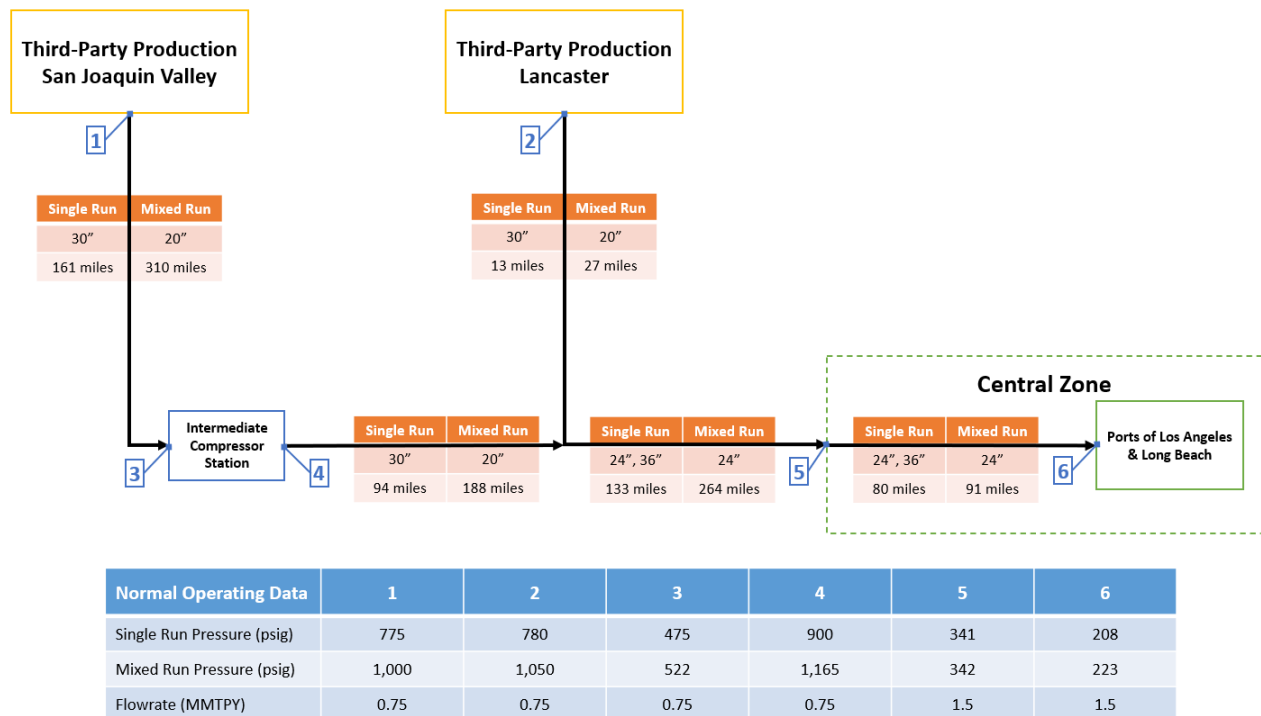 Third-Party Production
San Joaquin Valley
Third-Party Production
Lancaster
1
2
Single Run Mixed Run
30” 20”
161 miles 310 miles
Single Run Mixed Run
30” 20”
13 miles 27 miles
Central Zone
Intermediate
Compressor
Station
3
4
Single Run Mixed Run
30” 20”
94 miles 188 miles
Single Run Mixed Run
24”, 36” 24”
133 miles 264 miles
5
Single Run Mixed Run
24”, 36” 24”
80 miles 91 miles
6
Ports of Los Angeles
& Long Beach
Normal Operating Data 1 2 3 4 5 6
Single Run Pressure (psig) 775 780 475 900 341 208
Mixed Run Pressure (psig) 1,000 1,050 522 1,165 342 223
Flowrate (MMTPY) 0.75 0.75 0.75 0.75 1.5 1.5